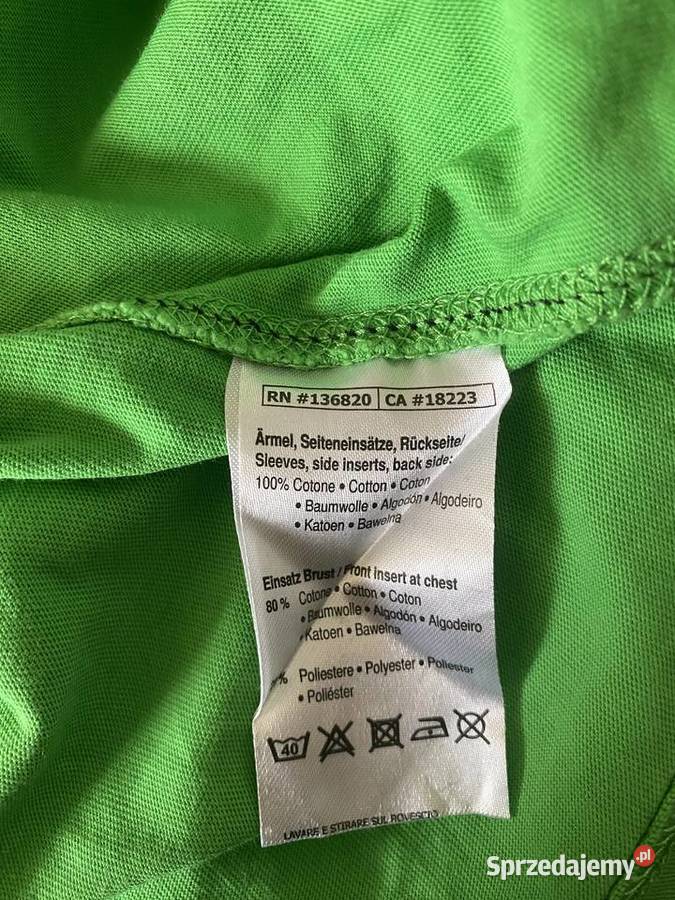 RN #136820 CA #18223
Ärmel, Seiteneinsätze, Rückseite/
Sleeves, side inserts, back side:
100% Cotone • Cotton • Coton
• Baumwolle • Algodón • Algodeiro
• Katoen • Bawełna
Einsatz Brust / Front insert at chest
80 % Cotone • Cotton • Coton
• Baumwolle • Algodón • Algodeiro
• Katoen • Bawełna
% Poliestere • Polyester • Poliester
• Poliéster
40
LAVARE E STIRARE SUL ROVESCIO
Sprzedajemy.pl